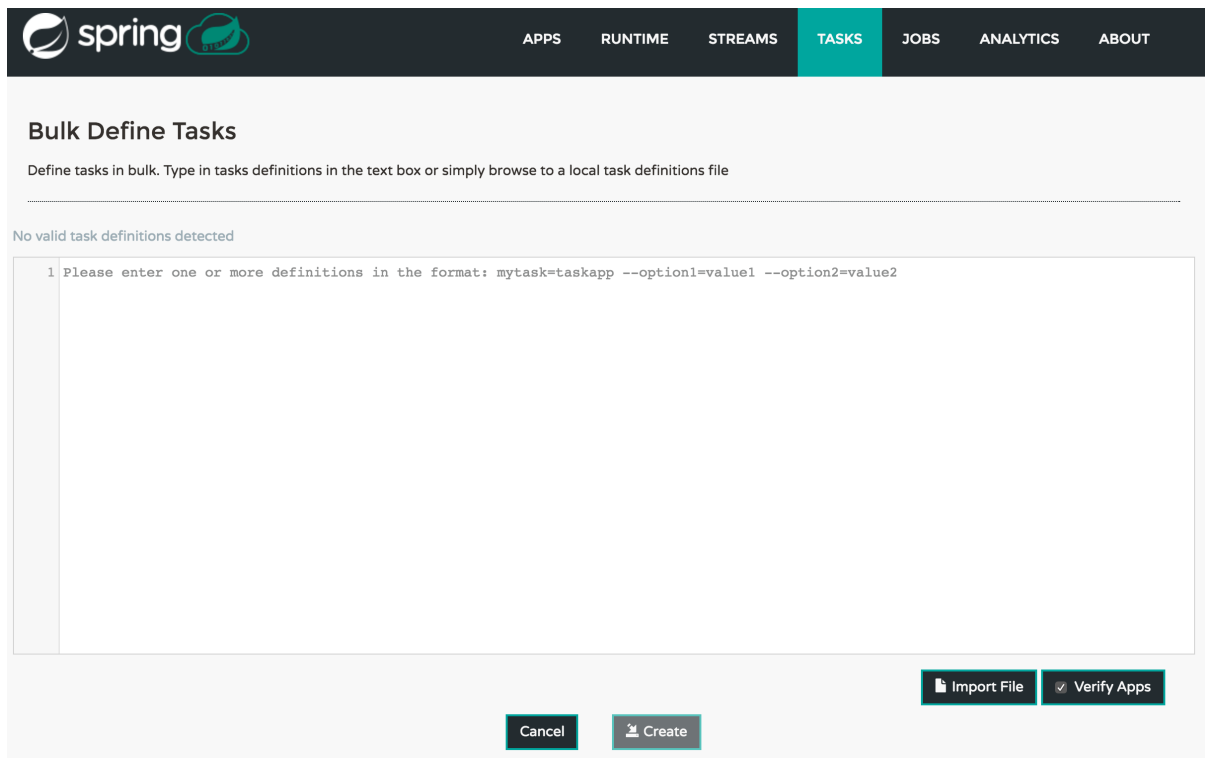 spring
APPS RUNTIME STREAMS TASKS JOBS ANALYTICS ABOUT
Bulk Define Tasks
Define tasks in bulk. Type in tasks definitions in the text box or simply browse to a local task definitions file
No valid task definitions detected
1 Please enter one or more definitions in the format: mytask=taskapp --option1=value1 --option2=value2
Import File Verify Apps
Cancel Create